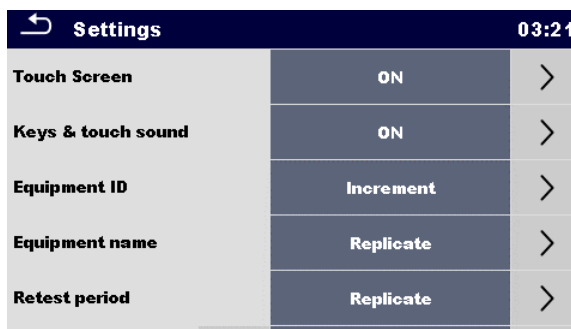 Settings 03:21
Touch Screen ON
Keys & touch sound ON
Equipment ID Increment
Equipment name Replicate
Retest period Replicate